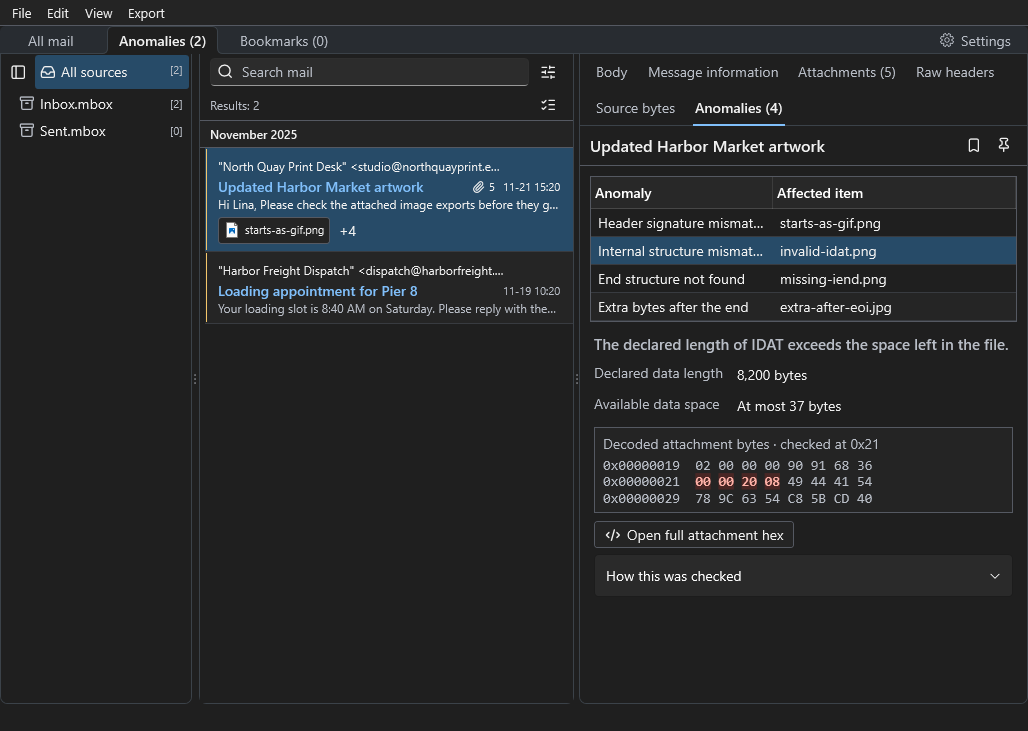 File Edit View Export
All mail Anomalies (2) Bookmarks (0) Settings
All sources [2]
Inbox.mbox [2]
Sent.mbox [0]
Search mail
Results: 2
November 2025
"North Quay Print Desk" <studio@northquayprint.e...
Updated Harbor Market artwork 5 11-21 15:20
Hi Lina, Please check the attached image exports before they g...
starts-as-gif.png +4
"Harbor Freight Dispatch" <dispatch@harborfreight....
Loading appointment for Pier 8 11-19 10:20
Your loading slot is 8:40 AM on Saturday. Please reply with the...
Body Message information Attachments (5) Raw headers
Source bytes Anomalies (4)
Updated Harbor Market artwork
Anomaly Affected item
Header signature mismat... starts-as-gif.png
Internal structure mismat... invalid-idat.png
End structure not found missing-iend.png
Extra bytes after the end extra-after-eoi.jpg
The declared length of IDAT exceeds the space left in the file.
Declared data length 8,200 bytes
Available data space At most 37 bytes
Decoded attachment bytes · checked at 0x21
0x00000019 02 00 00 00 90 91 68 36
0x00000021 00 00 20 08 49 44 41 54
0x00000029 78 9C 63 54 C8 5B CD 40
Open full attachment hex
How this was checked